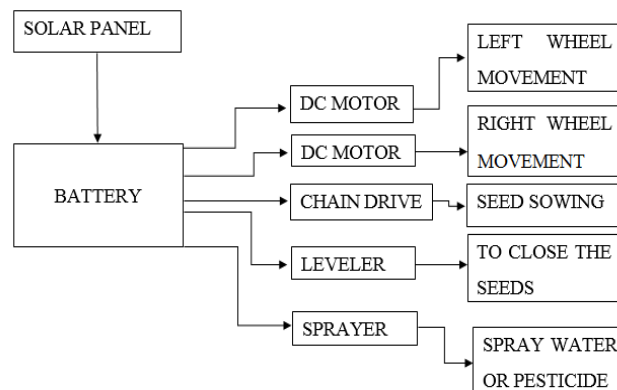 SOLAR PANEL
LEFT WHEEL
MOVEMENT
DC MOTOR
RIGHT WHEEL
MOVEMENT
DC MOTOR
BATTERY
CHAIN DRIVE
SEED SOWING
LEVELER
TO CLOSE THE
SEEDS
SPRAYER
SPRAY WATER
OR PESTICIDE